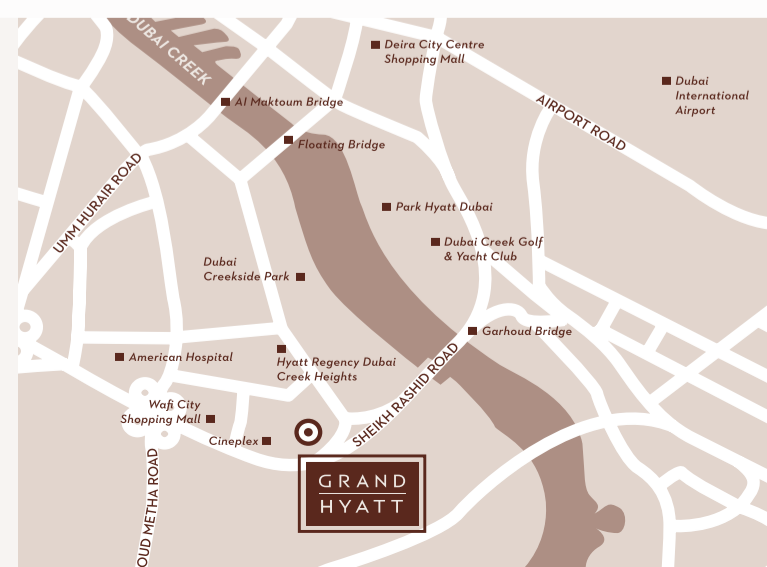 DUBAI CREEK
Deira City Centre
Shopping Mall
Dubai
International
Airport
Al Maktoum Bridge
AIRPORT ROAD
Floating Bridge
UMM HURAIR ROAD
Park Hyatt Dubai
Dubai Creek Golf
& Yacht Club
Dubai
Creekside Park
Garhoud Bridge
American Hospital
Hyatt Regency Dubai
Creek Heights
SHEIKH RASHID ROAD
Wafi City
Shopping Mall
Cineplex
OUD METHA ROAD
GRAND
HYATT